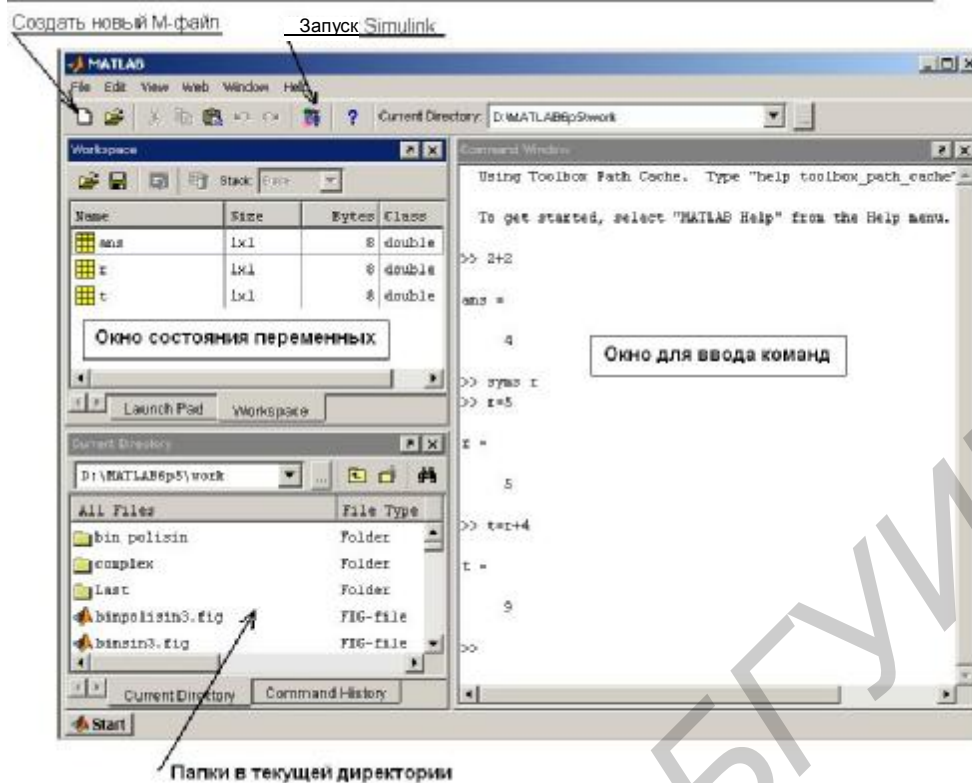 Создать новый М-файл
Запуск Simulink
MATLAB
File Edit View Web Window Help
? Current Directory: D:\MATLAB6p5\work
Workspace
Stack: Base
Name Size Bytes Class
ans 1x1 8 double
r 1x1 8 double
t 1x1 8 double
Окно состояния переменных
Launch Pad Workspace
Current Directory
D:\MATLAB6p5\work
All Files File Type
bin polisin Folder
complex Folder
Last Folder
binpolisin3.fig FIG-file
binsin3.fig FIG-file
Current Directory Command History
Start
Command Window
Using Toolbox Path Cache. Type "help toolbox_path_cache"
To get started, select "MATLAB Help" from the Help menu.
>> 2+2
ans =
4
Окно для ввода команд
>> syms r
>> r=5
r =
5
>> t=r+4
t =
9
>>
Папки в текущей директории
БГУИ